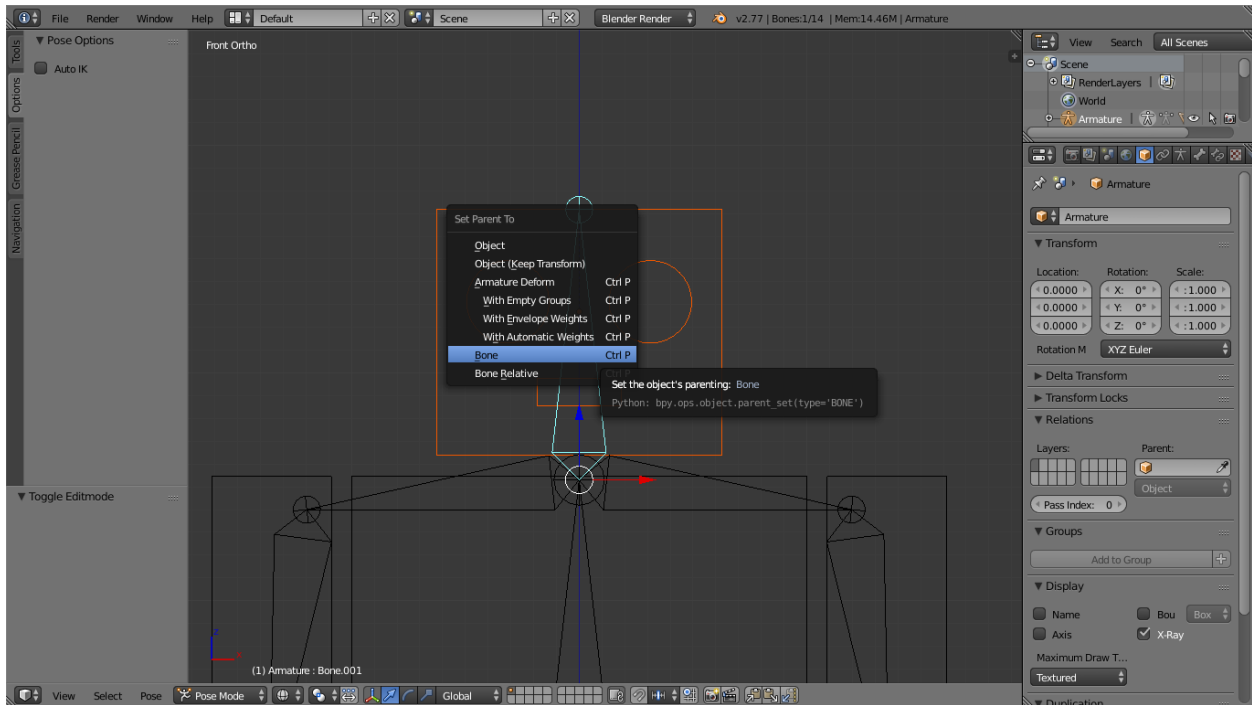 File Render Window Help Default Scene Blender Render v2.77 | Bones:1/14 | Mem:14.46M | Armature
Tools
Options
Grease Pencil
Navigation
▼ Pose Options
Auto IK
▼ Toggle Editmode
Front Ortho
Set Parent To
Object
Object (Keep Transform)
Armature Deform Ctrl P
With Empty Groups Ctrl P
With Envelope Weights Ctrl P
With Automatic Weights Ctrl P
Bone Ctrl P
Bone Relative
Set the object's parenting: Bone
Python: bpy.ops.object.parent_set(type='BONE')
z
(1) Armature : Bone.001
View Select Pose Pose Mode Global
View Search All Scenes
Scene
RenderLayers |
World
Armature |
Armature
Armature
▼ Transform
Location: Rotation: Scale:
0.0000 X: 0° :1.000
0.0000 Y: 0° :1.000
0.0000 Z: 0° :1.000
Rotation M XYZ Euler
▶ Delta Transform
▶ Transform Locks
▼ Relations
Layers: Parent:
Object
Pass Index: 0
▼ Groups
Add to Group
▼ Display
Name Bou Box
Axis X-Ray
Maximum Draw T...
Textured
▼ Duplication